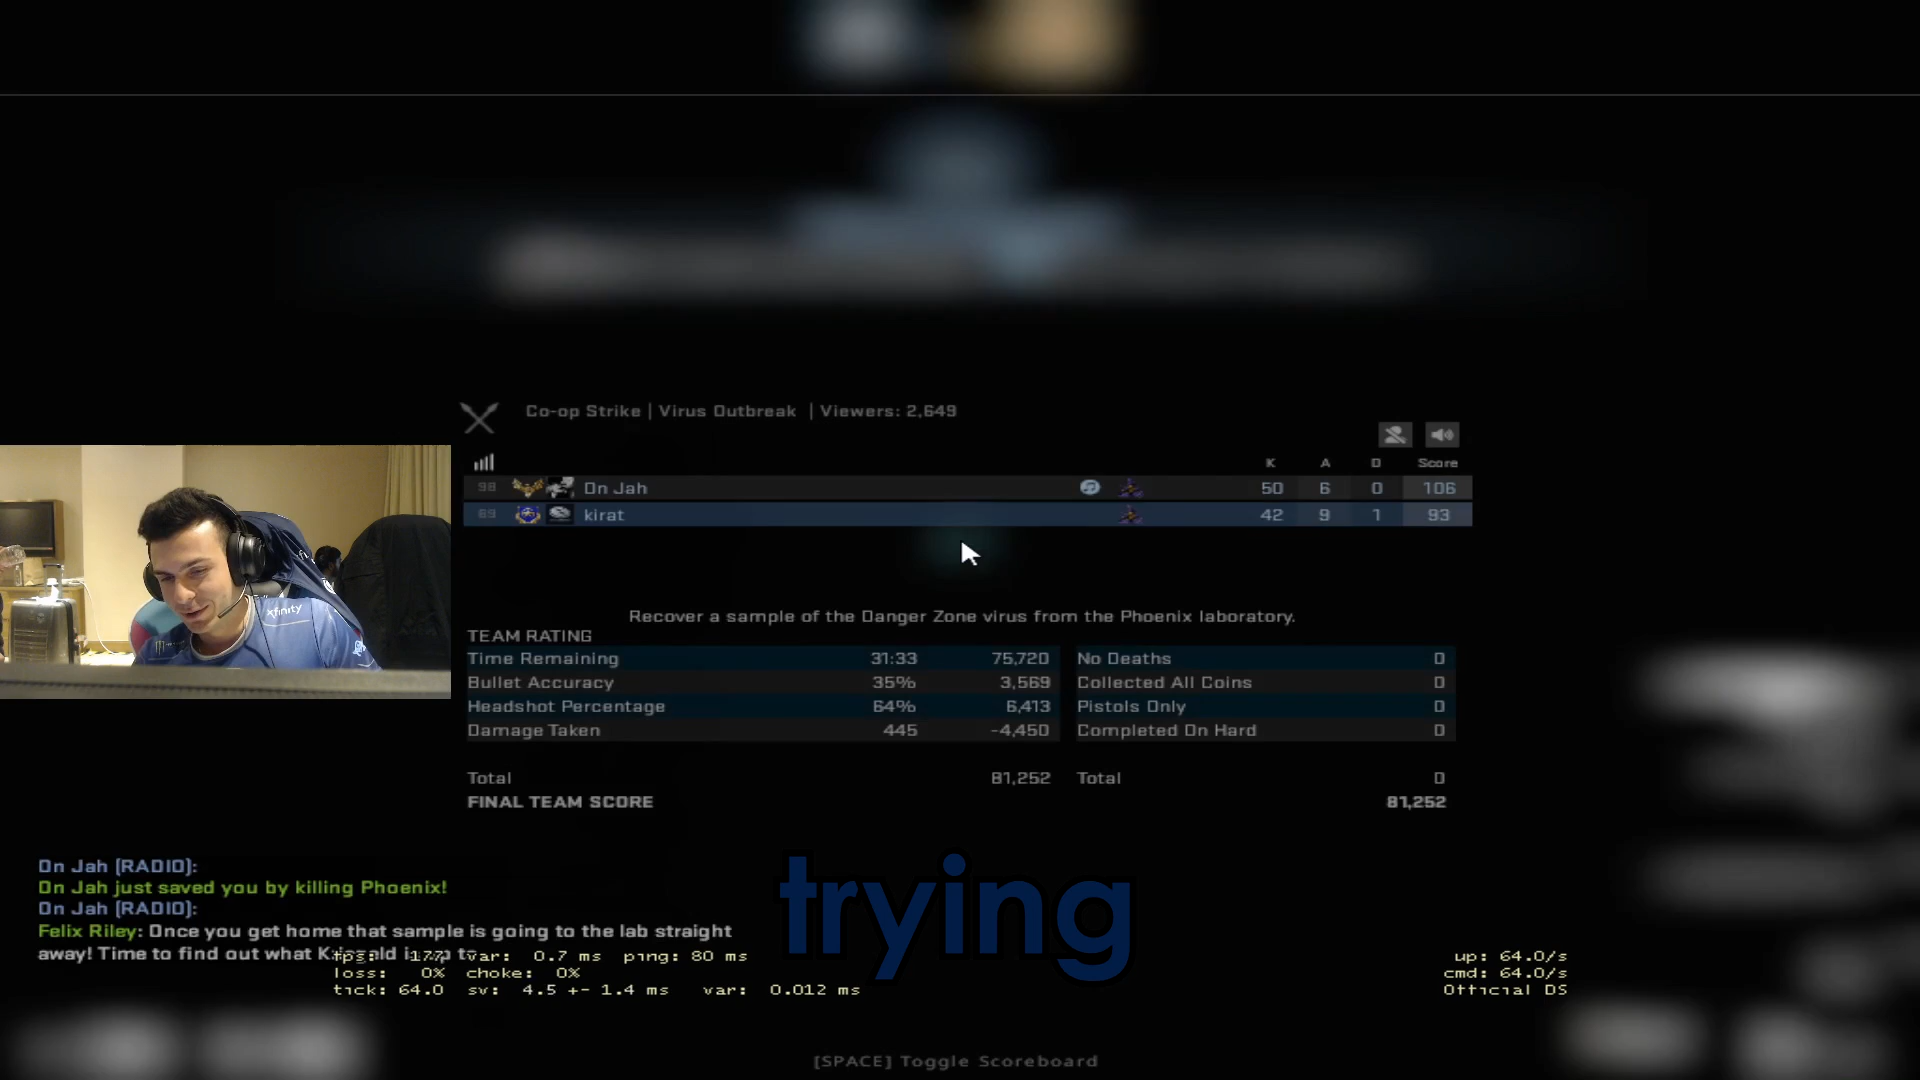 Co-op Strike | Virus Outbreak | Viewers: 2,649
K A D Score
98 On Jah 50 6 0 106
89 kirat 42 9 1 93
xfinity
Recover a sample of the Danger Zone virus from the Phoenix laboratory.
TEAM RATING
Time Remaining 31:33 75,720 No Deaths 0
Bullet Accuracy 35% 3,569 Collected All Coins 0
Headshot Percentage 64% 6,413 Pistols Only 0
Damage Taken 445 -4,450 Completed On Hard 0
Total 81,252 Total 0
FINAL TEAM SCORE 81,252
On Jah (RADIO):
On Jah just saved you by killing Phoenix!
On Jah (RADIO):
Felix Riley: Once you get home that sample is going to the lab straight
away! Time to find out what
trying
fps: 177 var: 0.7 ms ping: 80 ms up: 64.0/s
loss: 0% choke: 0% cmd: 64.0/s
tick: 64.0 sv: 4.5 +- 1.4 ms var: 0.012 ms Official DS
[SPACE] Toggle Scoreboard